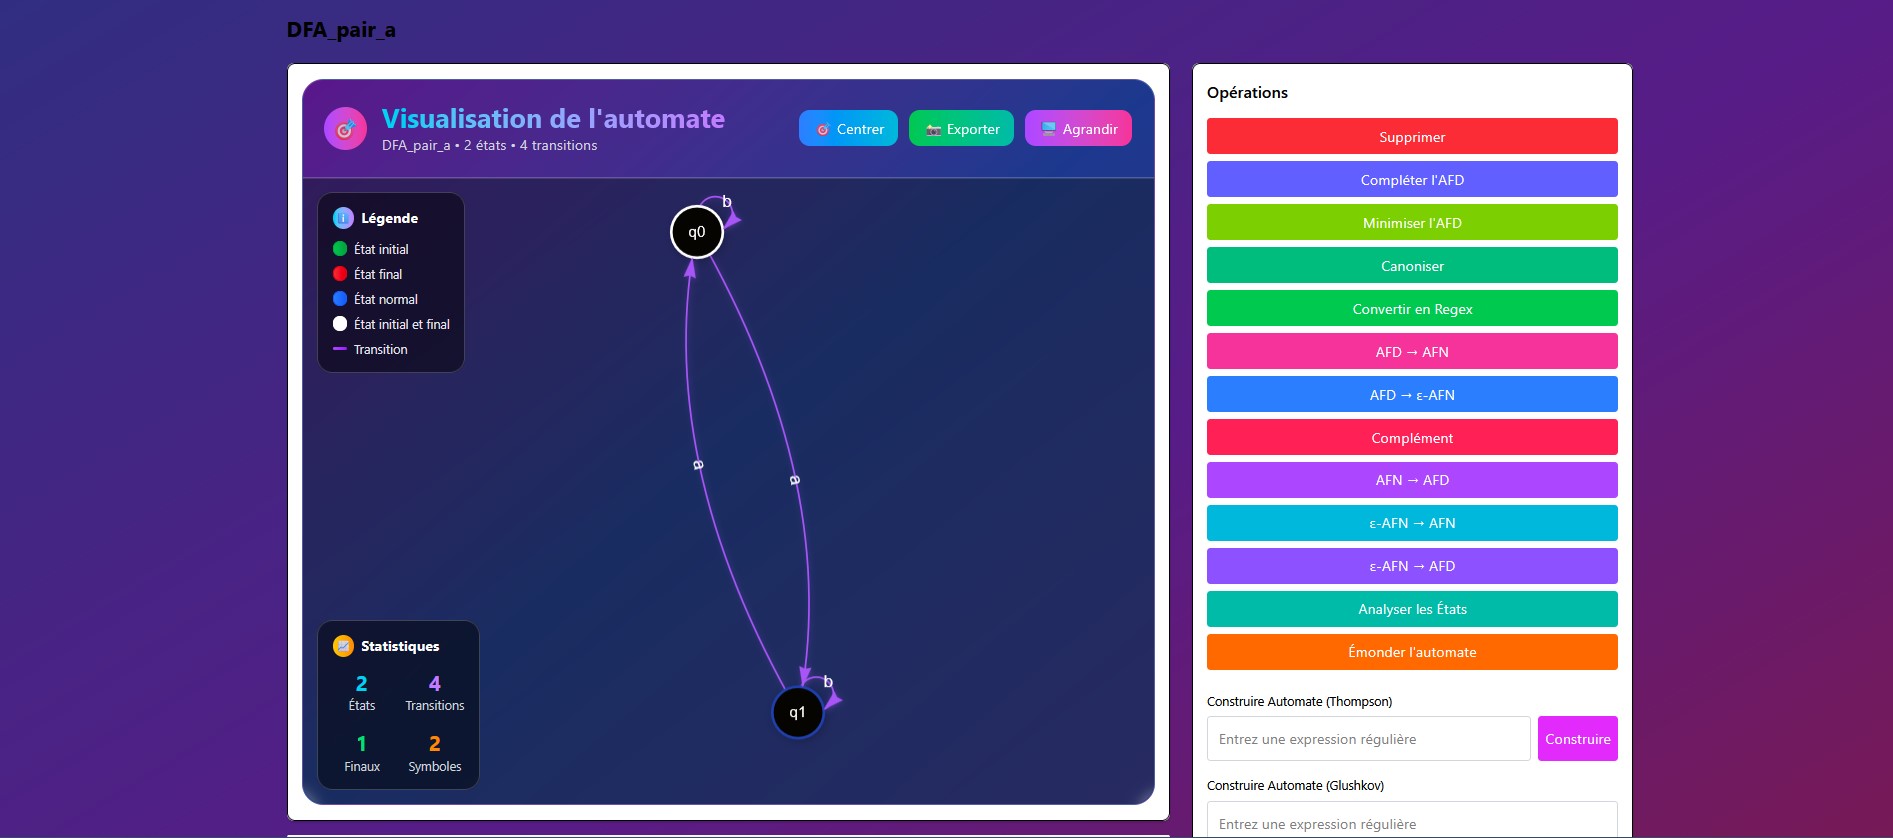 DFA_pair_a
Visualisation de l'automate
DFA_pair_a • 2 états • 4 transitions
Centrer
Exporter
Agrandir
Légende
État initial
État final
État normal
État initial et final
Transition
b
q0
a
a
b
q1
Statistiques
2
États
4
Transitions
1
Finaux
2
Symboles
Opérations
Supprimer
Compléter l'AFD
Minimiser l'AFD
Canoniser
Convertir en Regex
AFD → AFN
AFD → ε-AFN
Complément
AFN → AFD
ε-AFN → AFN
ε-AFN → AFD
Analyser les États
Émonder l'automate
Construire Automate (Thompson)
Entrez une expression régulière
Construire
Construire Automate (Glushkov)
Entrez une expression régulière